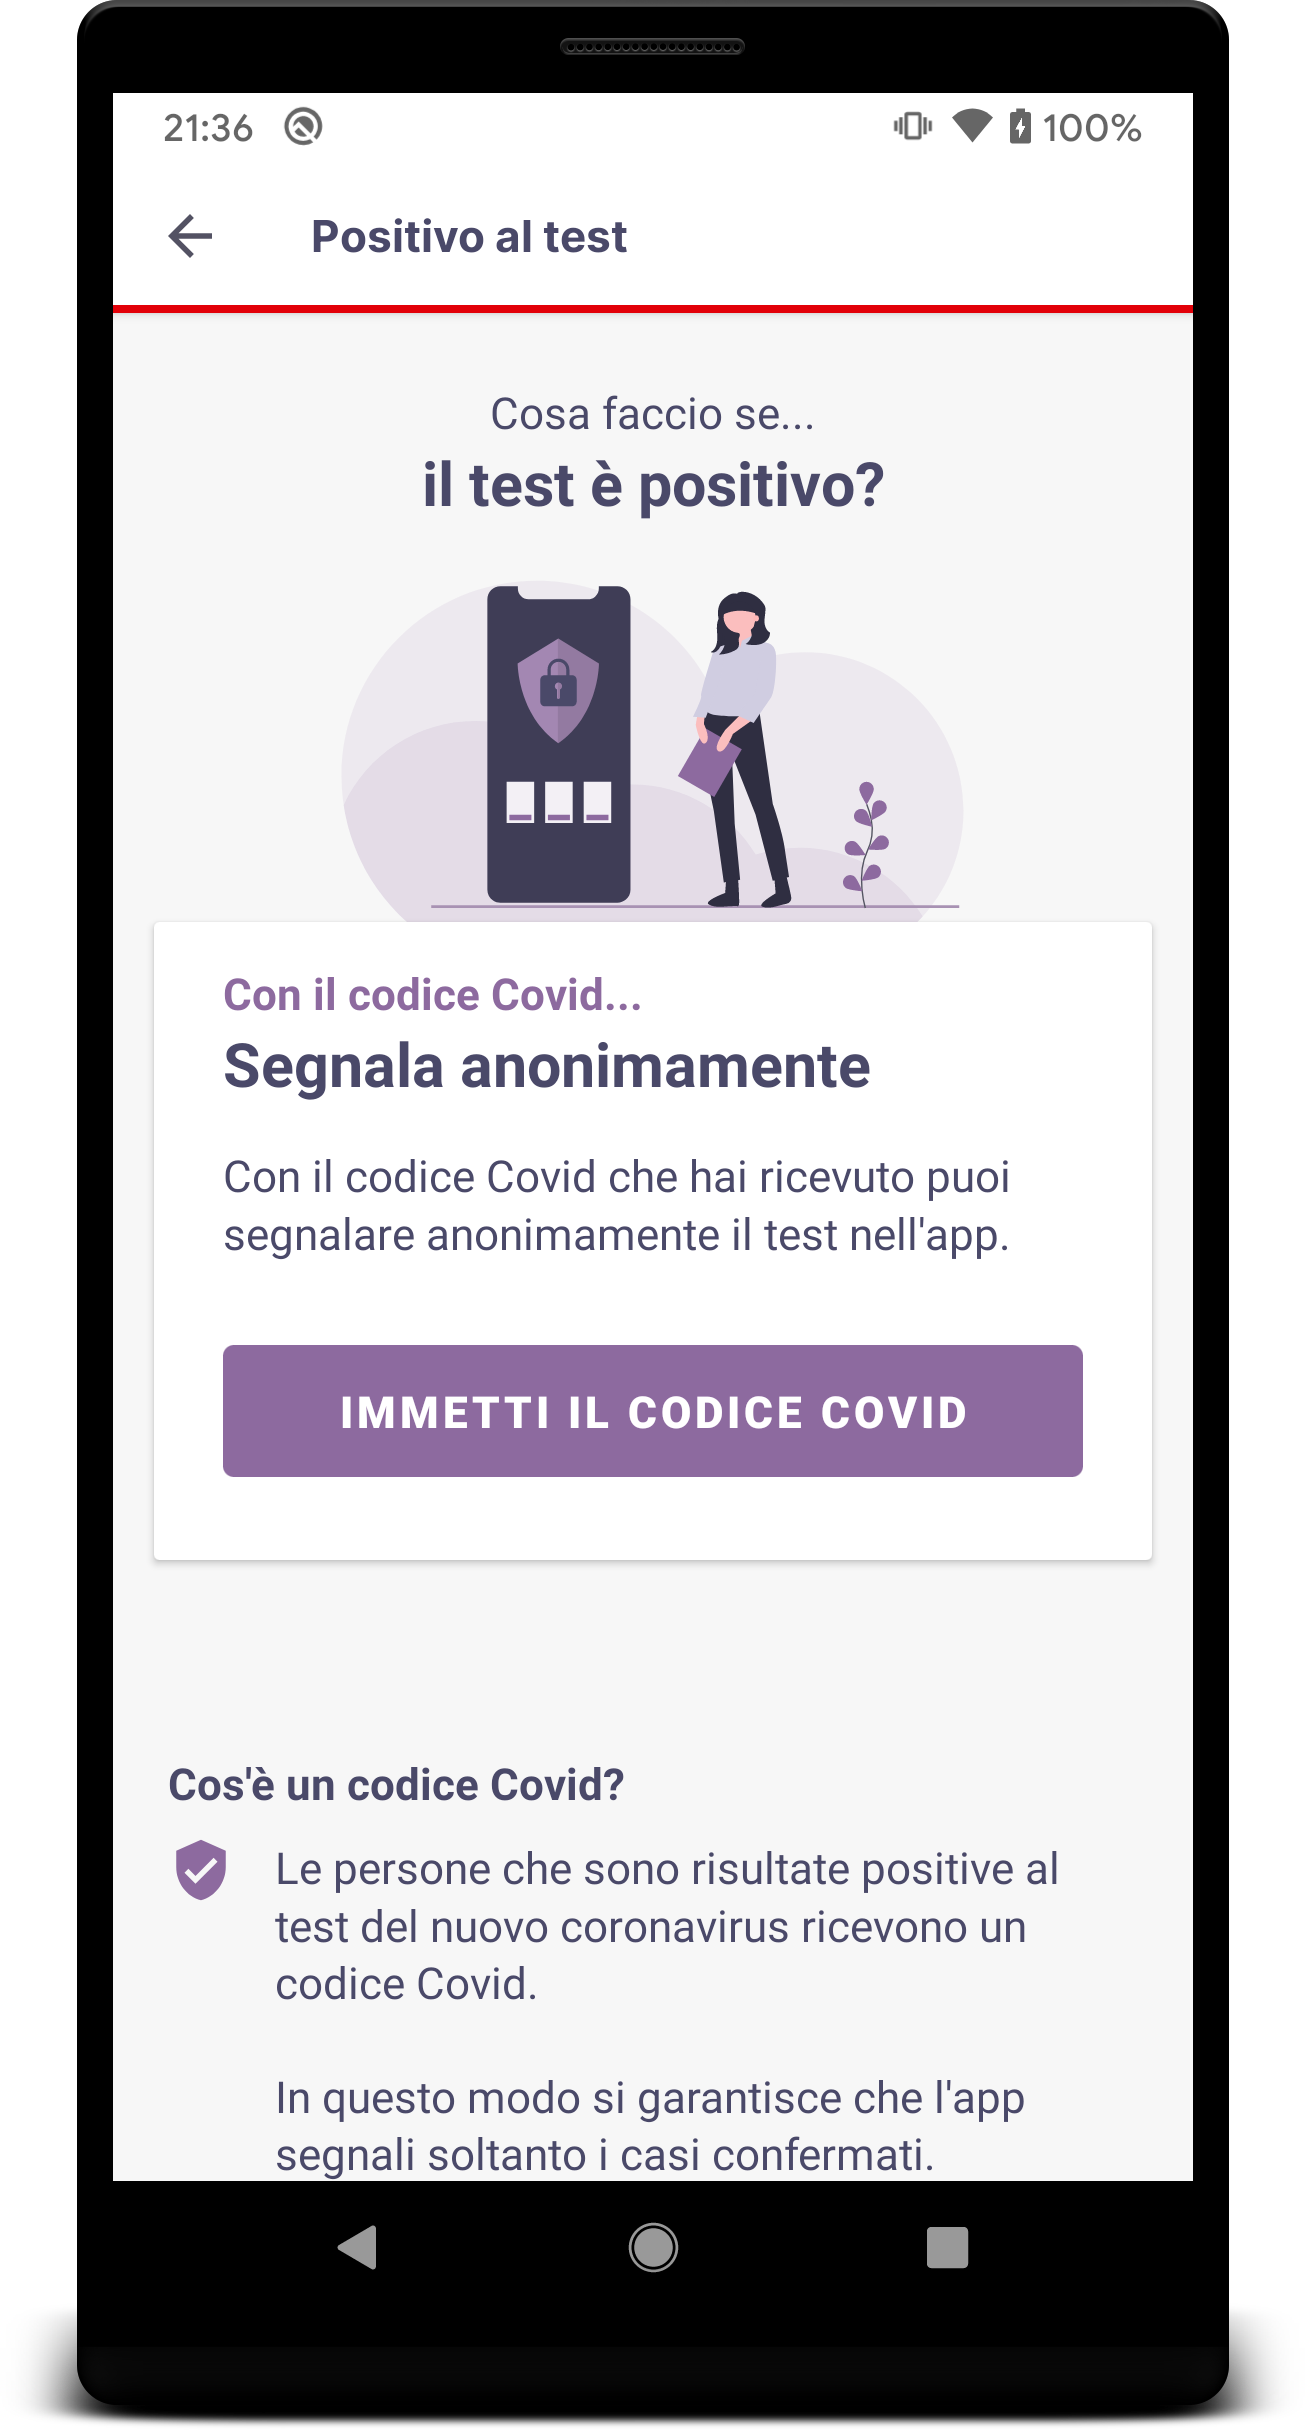 21:36
100%
Positivo al test
Cosa faccio se...
il test è positivo?
Con il codice Covid...
Segnala anonimamente
Con il codice Covid che hai ricevuto puoi
segnalare anonimamente il test nell'app.
IMMETTI IL CODICE COVID
Cos'è un codice Covid?
Le persone che sono risultate positive al
test del nuovo coronavirus ricevono un
codice Covid.
In questo modo si garantisce che l'app
segnali soltanto i casi confermati.